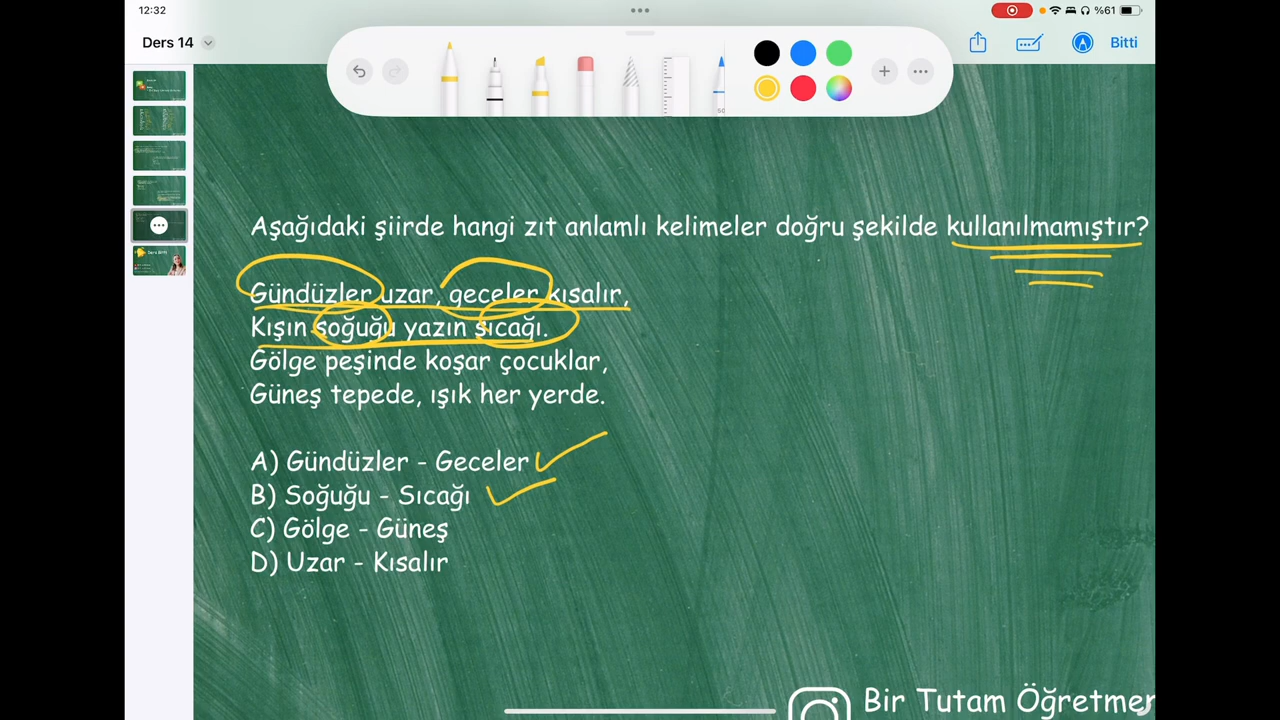 12:32
%61
Ders 14
Bitti
Aşağıdaki şiirde hangi zıt anlamlı kelimeler doğru şekilde kullanılmamıştır?
Gündüzler uzar, geceler kısalır,
Kışın soğuğu yazın sıcağı.
Gölge peşinde koşar çocuklar,
Güneş tepede, ışık her yerde.
A) Gündüzler - Geceler
B) Soğuğu - Sıcağı
C) Gölge - Güneş
D) Uzar - Kısalır
Bir Tutam Öğretmen